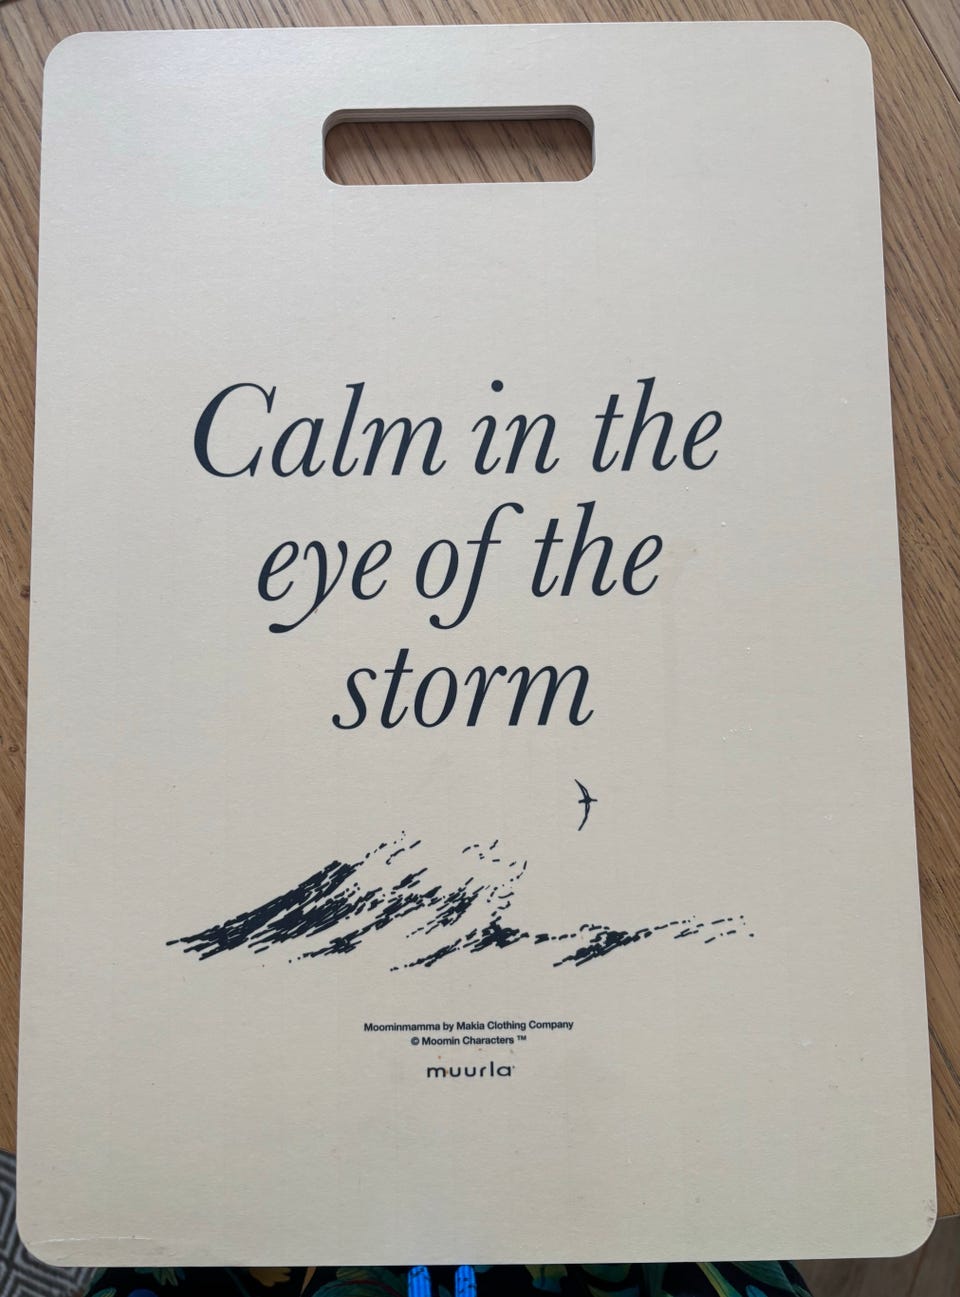 Calm in the
eye of the
storm
Moominmamma by Makia Clothing Company
© Moomin Characters ™
muurla